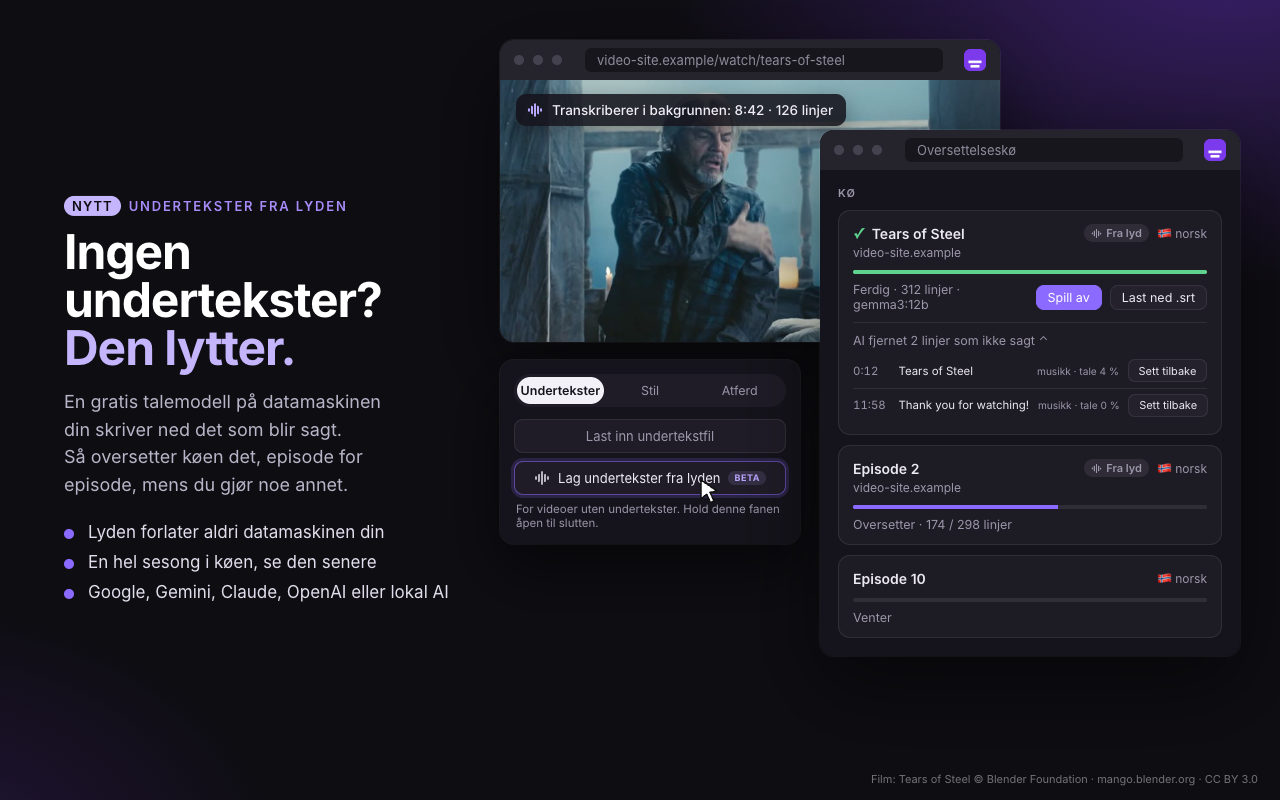 NYTT UNDERTEKSTER FRA LYDEN
Ingen
undertekster?
Den lytter.
En gratis talemodell på datamaskinen
din skriver ned det som blir sagt.
Så oversetter køen det, episode for
episode, mens du gjør noe annet.
Lyden forlater aldri datamaskinen din
En hel sesong i køen, se den senere
Google, Gemini, Claude, OpenAI eller lokal AI
video-site.example/watch/tears-of-steel
Transkriberer i bakgrunnen: 8:42 · 126 linjer
Undertekster Stil Atferd
Last inn undertekstfil
Lag undertekster fra lyden BETA
For videoer uten undertekster. Hold denne fanen
åpen til slutten.
Oversettelseskø
KØ
✓ Tears of Steel Fra lyd norsk
video-site.example
Ferdig · 312 linjer ·
gemma3:12b
Spill av Last ned .srt
AI fjernet 2 linjer som ikke sagt ^
0:12 Tears of Steel musikk · tale 4 % Sett tilbake
11:58 Thank you for watching! musikk · tale 0 % Sett tilbake
Episode 2 Fra lyd norsk
video-site.example
Oversetter · 174 / 298 linjer
Episode 10 norsk
Venter
Film: Tears of Steel © Blender Foundation · mango.blender.org · CC BY 3.0